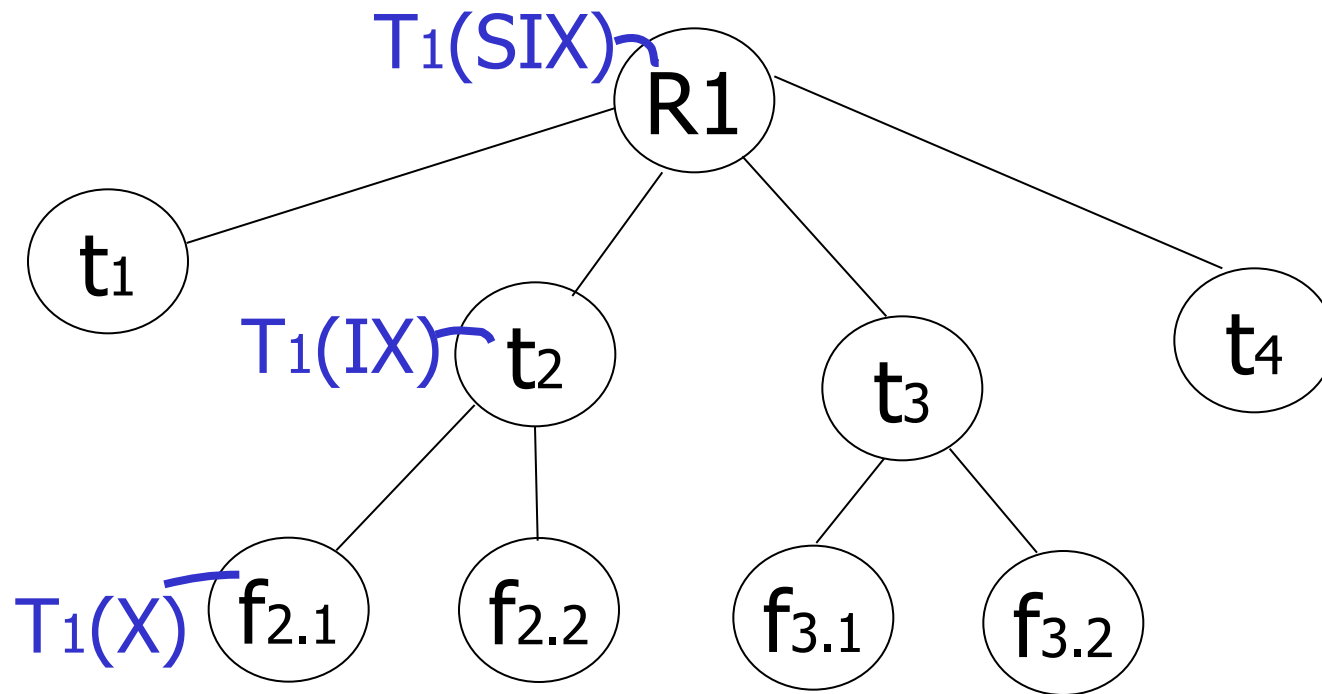 T1(SIX)
R1
t1
T1(IX)
t2
t3
t4
T1(X)
f2.1
f2.2
f3.1
f3.2